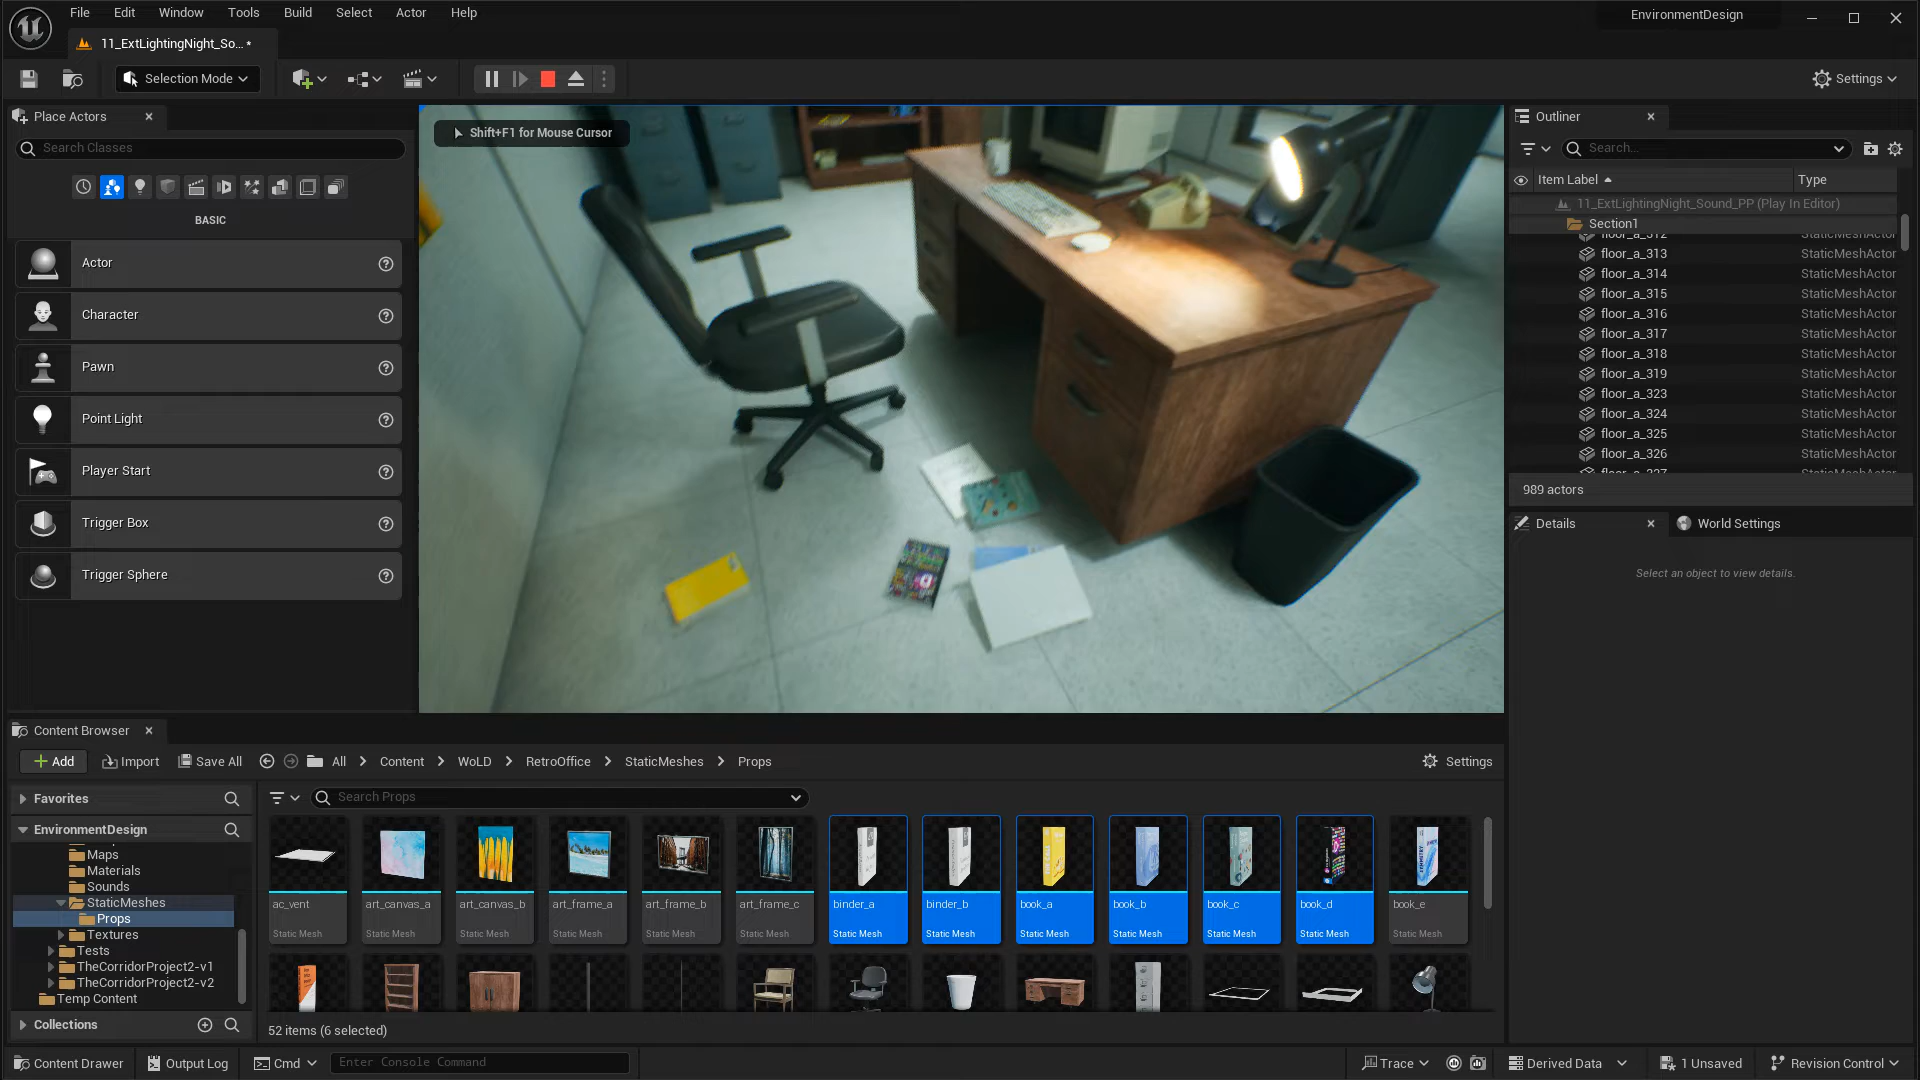 File Edit Window Tools Build Select Actor Help
EnvironmentDesign
11_ExtLightingNight_So... •
Selection Mode
Settings
Place Actors
Search Classes
BASIC
Actor
Character
Pawn
Point Light
Player Start
Trigger Box
Trigger Sphere
Shift+F1 for Mouse Cursor
Outliner
Search...
Item Label Type
11_ExtLightingNight_Sound_PP (Play In Editor)
Section1
floor_a_312 StaticMeshActor
floor_a_313 StaticMeshActor
floor_a_314 StaticMeshActor
floor_a_315 StaticMeshActor
floor_a_316 StaticMeshActor
floor_a_317 StaticMeshActor
floor_a_318 StaticMeshActor
floor_a_319 StaticMeshActor
floor_a_323 StaticMeshActor
floor_a_324 StaticMeshActor
floor_a_325 StaticMeshActor
floor_a_326 StaticMeshActor
floor_a_327 StaticMeshActor
989 actors
Details World Settings
Select an object to view details.
Content Browser
Add Import Save All All Content WoLD RetroOffice StaticMeshes Props Settings
Favorites
EnvironmentDesign
Maps
Materials
Sounds
StaticMeshes
Props
Textures
Tests
TheCorridorProject2-v1
TheCorridorProject2-v2
Temp Content
Collections
Search Props
ac_vent art_canvas_a art_canvas_b art_frame_a art_frame_b art_frame_c binder_a binder_b book_a book_b book_c book_d book_e
Static Mesh Static Mesh Static Mesh Static Mesh Static Mesh Static Mesh Static Mesh Static Mesh Static Mesh Static Mesh Static Mesh Static Mesh Static Mesh
52 items (6 selected)
Content Drawer Output Log Cmd Enter Console Command Trace Derived Data 1 Unsaved Revision Control